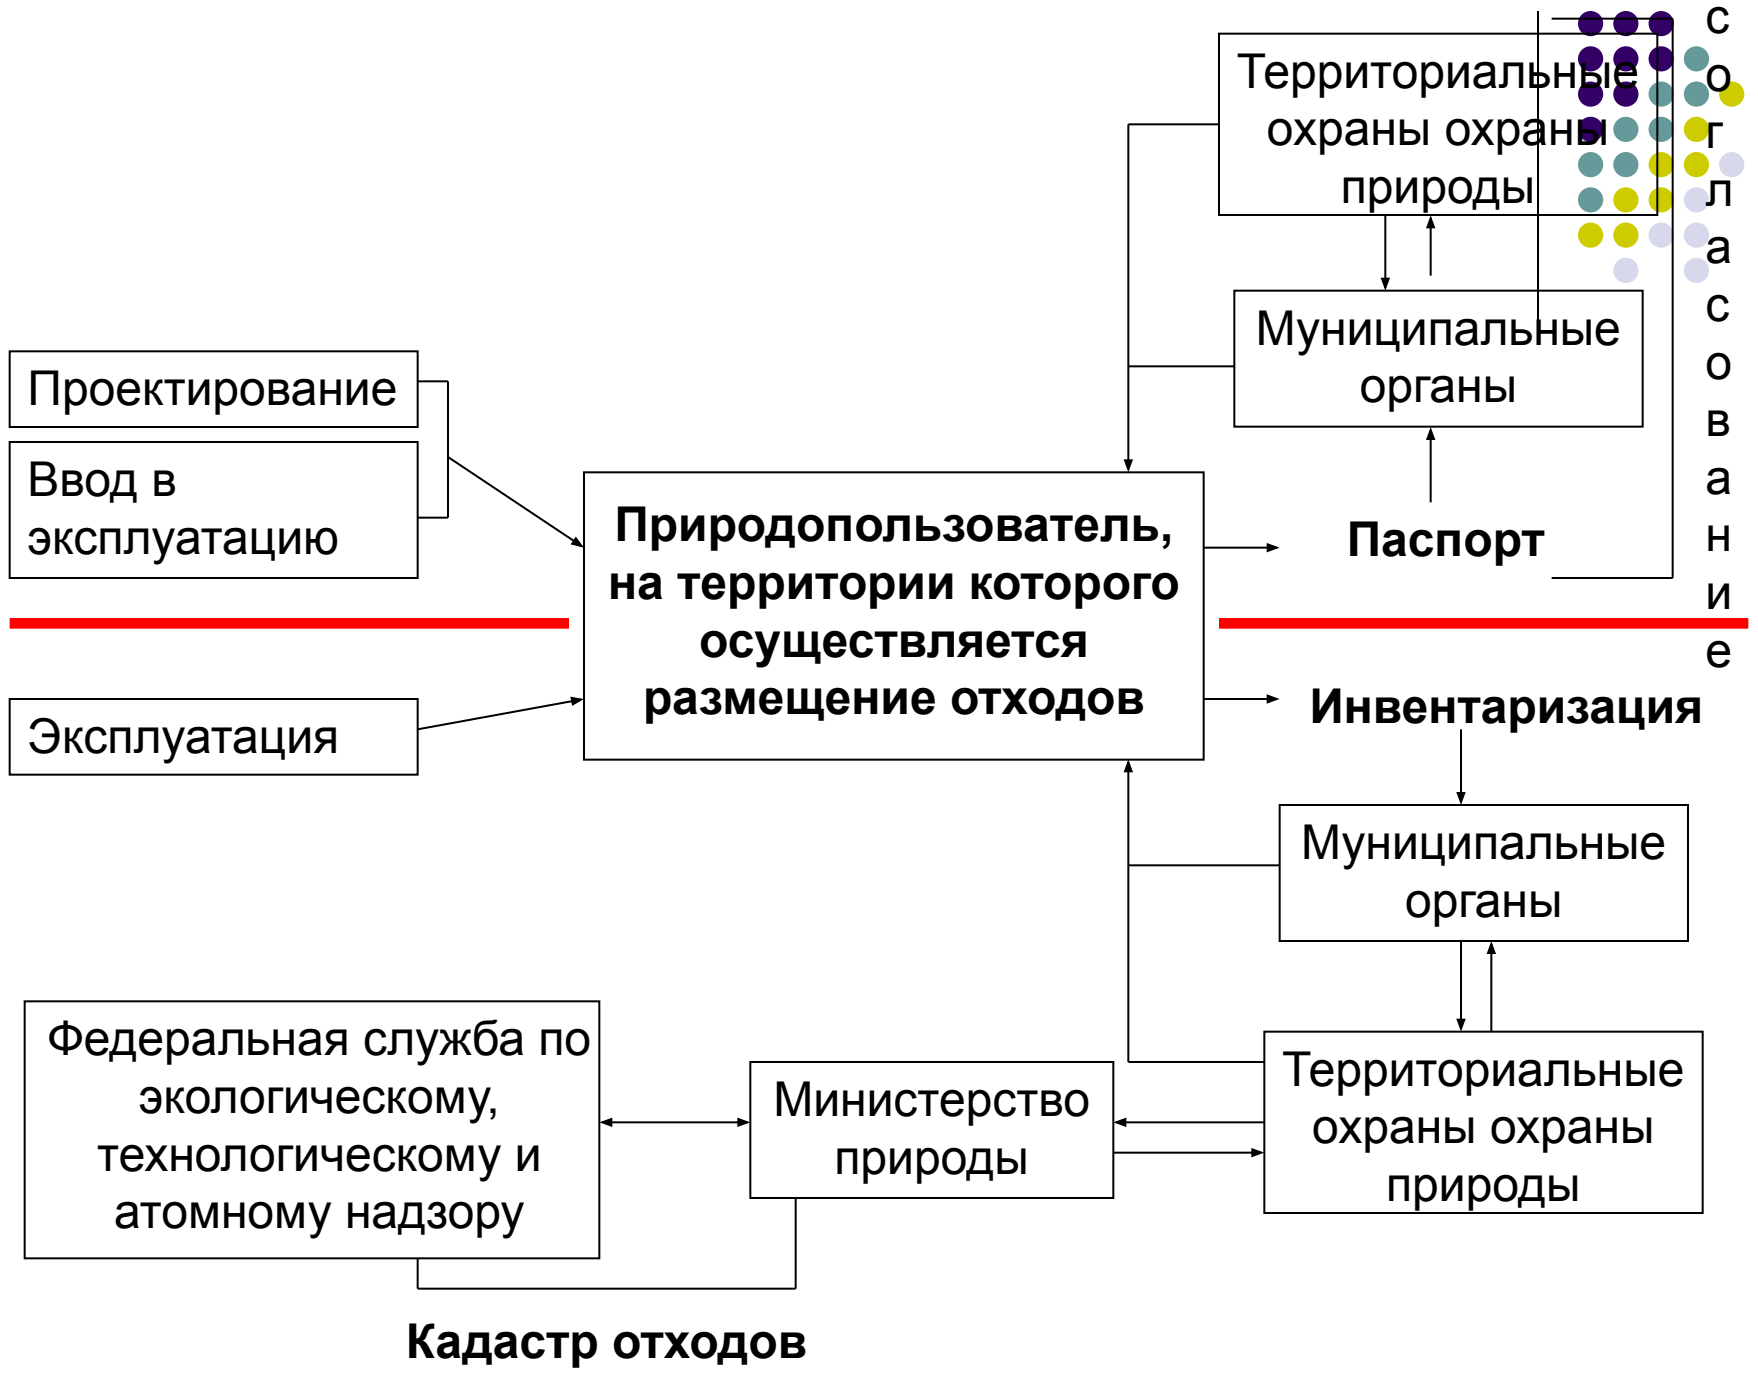 Территориальные
охраны охраны
природы
Муниципальные
органы
согласование
Проектирование
Ввод в
эксплуатацию
Природопользователь,
на территории которого
осуществляется
размещение отходов
Паспорт
Эксплуатация
Инвентаризация
Муниципальные
органы
Федеральная служба по
экологическому,
технологическому и
атомному надзору
Министерство
природы
Территориальные
охраны охраны
природы
Кадастр отходов